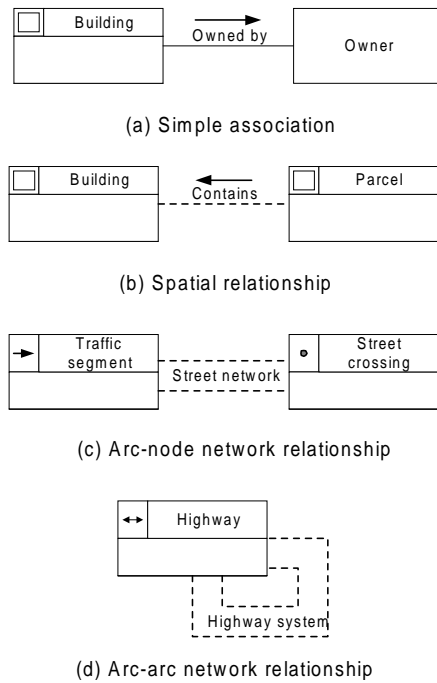 Building
Owned by
Owner
(a) Simple association
Building
Contains
Parcel
(b) Spatial relationship
Traffic
segment
Street network
Street
crossing
(c) Arc-node network relationship
Highway
Highway system
(d) Arc-arc network relationship